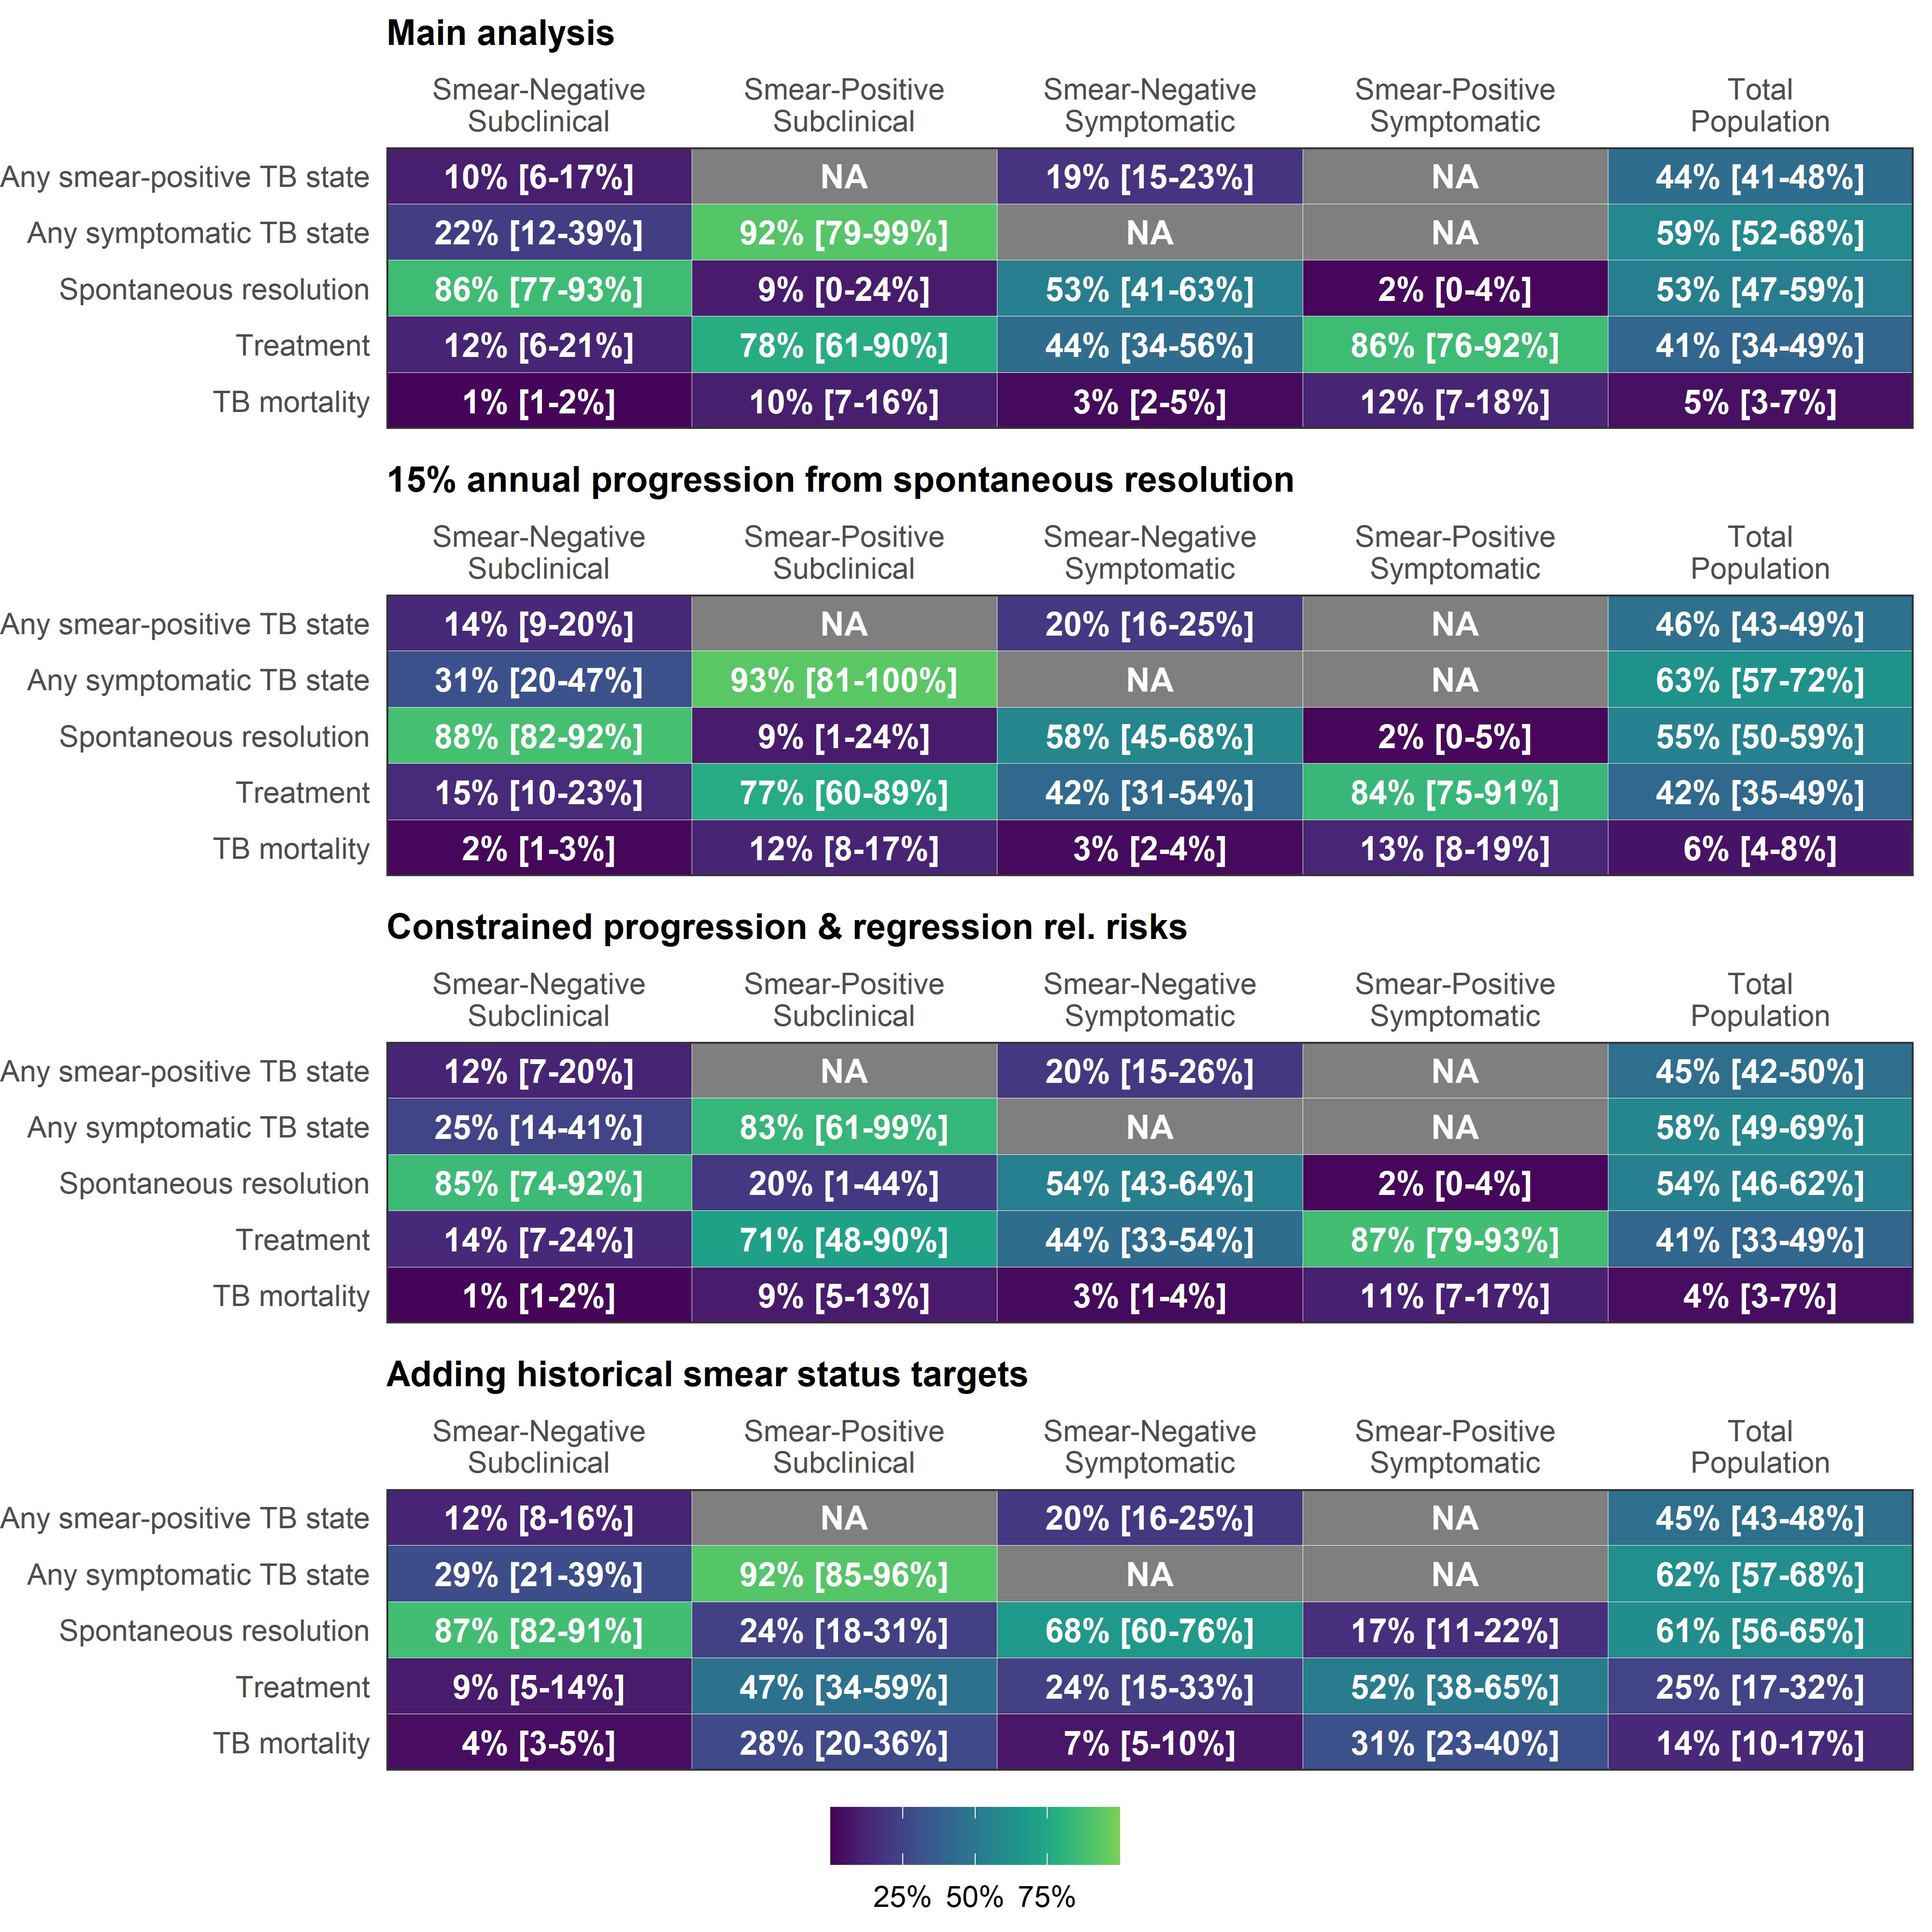 Main analysis
Smear-Negative Smear-Positive Smear-Negative Smear-Positive Total
Subclinical Subclinical Symptomatic Symptomatic Population
Any smear-positive TB state 10% [6-17%] NA 19% [15-23%] NA 44% [41-48%]
Any symptomatic TB state 22% [12-39%] 92% [79-99%] NA NA 59% [52-68%]
Spontaneous resolution 86% [77-93%] 9% [0-24%] 53% [41-63%] 2% [0-4%] 53% [47-59%]
Treatment 12% [6-21%] 78% [61-90%] 44% [34-56%] 86% [76-92%] 41% [34-49%]
TB mortality 1% [1-2%] 10% [7-16%] 3% [2-5%] 12% [7-18%] 5% [3-7%]
15% annual progression from spontaneous resolution
Smear-Negative Smear-Positive Smear-Negative Smear-Positive Total
Subclinical Subclinical Symptomatic Symptomatic Population
Any smear-positive TB state 14% [9-20%] NA 20% [16-25%] NA 46% [43-49%]
Any symptomatic TB state 31% [20-47%] 93% [81-100%] NA NA 63% [57-72%]
Spontaneous resolution 88% [82-92%] 9% [1-24%] 58% [45-68%] 2% [0-5%] 55% [50-59%]
Treatment 15% [10-23%] 77% [60-89%] 42% [31-54%] 84% [75-91%] 42% [35-49%]
TB mortality 2% [1-3%] 12% [8-17%] 3% [2-4%] 13% [8-19%] 6% [4-8%]
Constrained progression & regression rel. risks
Smear-Negative Smear-Positive Smear-Negative Smear-Positive Total
Subclinical Subclinical Symptomatic Symptomatic Population
Any smear-positive TB state 12% [7-20%] NA 20% [15-26%] NA 45% [42-50%]
Any symptomatic TB state 25% [14-41%] 83% [61-99%] NA NA 58% [49-69%]
Spontaneous resolution 85% [74-92%] 20% [1-44%] 54% [43-64%] 2% [0-4%] 54% [46-62%]
Treatment 14% [7-24%] 71% [48-90%] 44% [33-54%] 87% [79-93%] 41% [33-49%]
TB mortality 1% [1-2%] 9% [5-13%] 3% [1-4%] 11% [7-17%] 4% [3-7%]
Adding historical smear status targets
Smear-Negative Smear-Positive Smear-Negative Smear-Positive Total
Subclinical Subclinical Symptomatic Symptomatic Population
Any smear-positive TB state 12% [8-16%] NA 20% [16-25%] NA 45% [43-48%]
Any symptomatic TB state 29% [21-39%] 92% [85-96%] NA NA 62% [57-68%]
Spontaneous resolution 87% [82-91%] 24% [18-31%] 68% [60-76%] 17% [11-22%] 61% [56-65%]
Treatment 9% [5-14%] 47% [34-59%] 24% [15-33%] 52% [38-65%] 25% [17-32%]
TB mortality 4% [3-5%] 28% [20-36%] 7% [5-10%] 31% [23-40%] 14% [10-17%]
25% 50% 75%